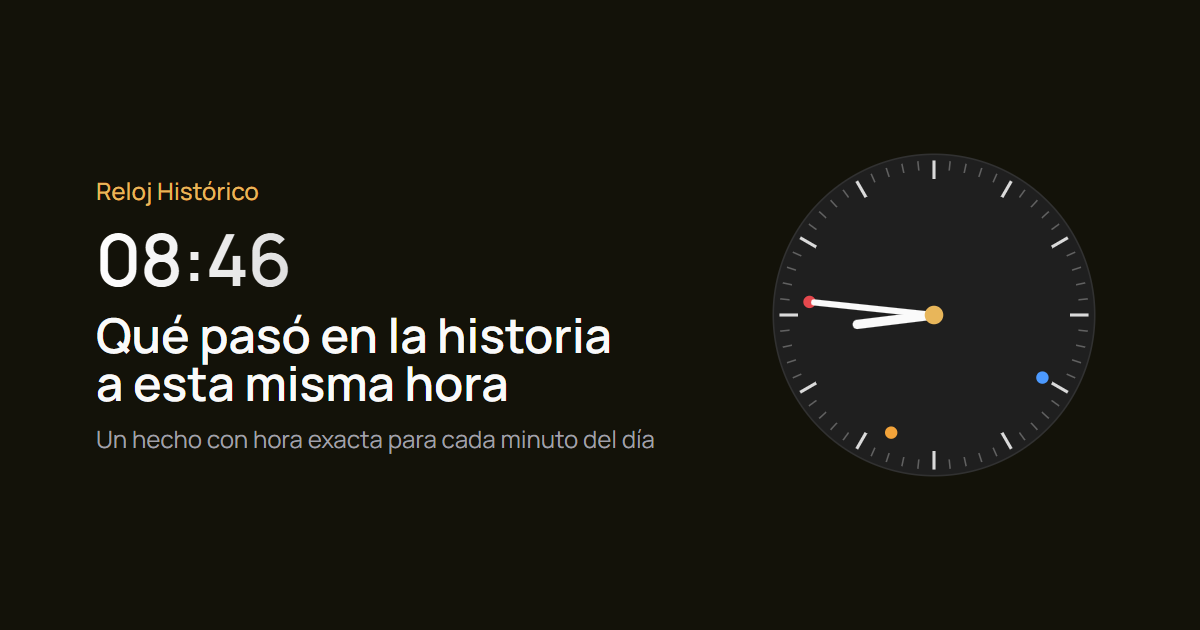 Reloj Histórico
08:46
Qué pasó en la historia
a esta misma hora
Un hecho con hora exacta para cada minuto del día